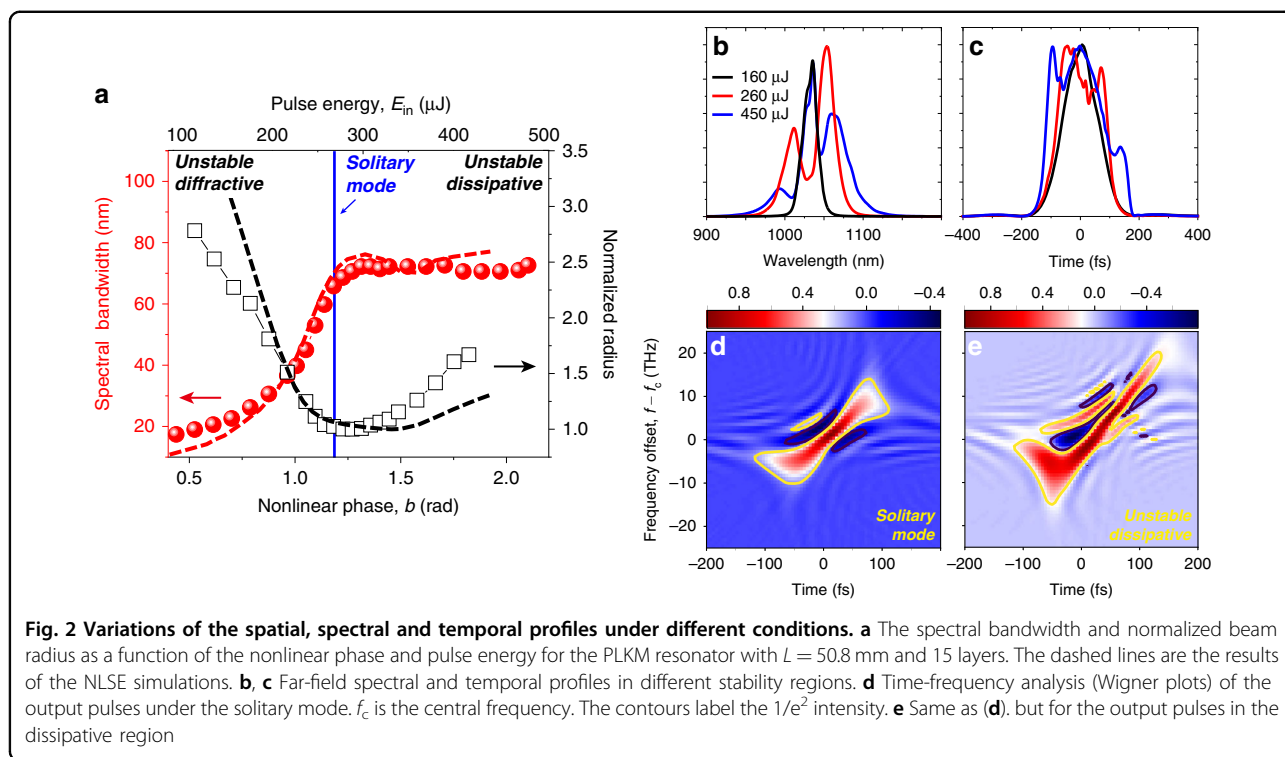 a
Pulse energy, E_in (μJ)
100 200 300 400 500
Unstable diffractive
Solitary mode
Unstable dissipative
Spectral bandwidth (nm)
100
80
60
40
20
3.5
3.0
2.5
2.0
1.5
1.0
Normalized radius
0.5 1.0 1.5 2.0
Nonlinear phase, b (rad)
b
160 μJ
260 μJ
450 μJ
900 1000 1100
Wavelength (nm)
c
–400 –200 0 200 400
Time (fs)
0.8 0.4 0.0 –0.4
d
Frequency offset, f – f_c (THz)
20
10
0
–10
–20
Solitary mode
–200 –100 0 100
Time (fs)
0.8 0.4 0.0 –0.4
e
Unstable dissipative
–200 –100 0 100 200
Time (fs)
Fig. 2 Variations of the spatial, spectral and temporal profiles under different conditions. a The spectral bandwidth and normalized beam
radius as a function of the nonlinear phase and pulse energy for the PLKM resonator with L = 50.8 mm and 15 layers. The dashed lines are the results
of the NLSE simulations. b, c Far-field spectral and temporal profiles in different stability regions. d Time-frequency analysis (Wigner plots) of the
output pulses under the solitary mode. f_c is the central frequency. The contours label the 1/e² intensity. e Same as (d). but for the output pulses in the
dissipative region